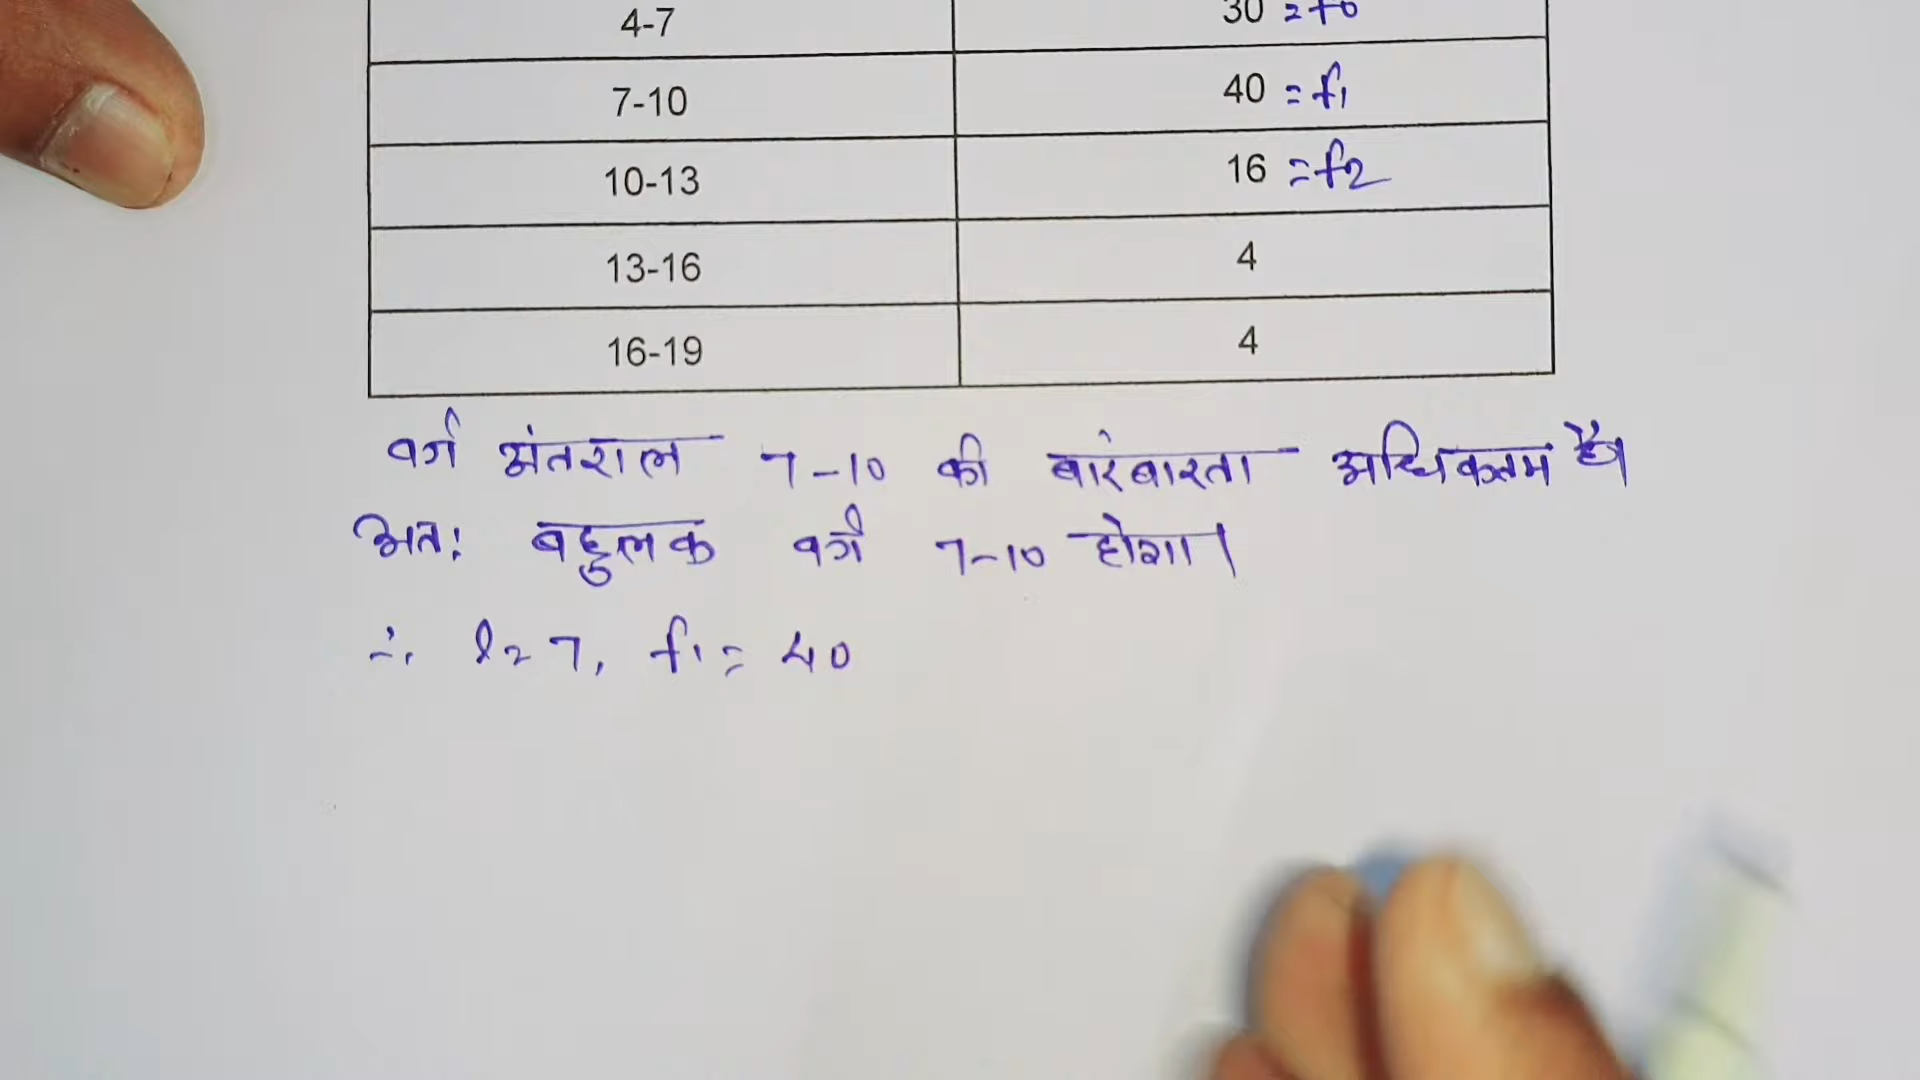 4-7 30 = f0
7-10 40 = f1
10-13 16 = f2
13-16 4
16-19 4
वर्ग अंतराल 7-10 की बारंबारता अधिकतम है।
अतः बहुलक वर्ग 7-10 होगा।
∴ l = 7, f1 = 40